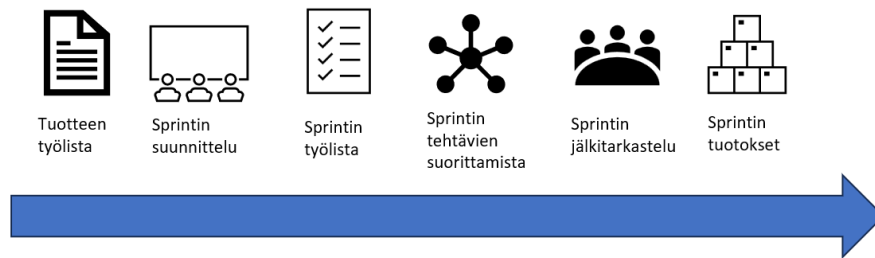 Tuotteen
työlista
Sprintin
suunnittelu
Sprintin
työlista
Sprintin
tehtävien
suorittamista
Sprintin
jälkitarkastelu
Sprintin
tuotokset